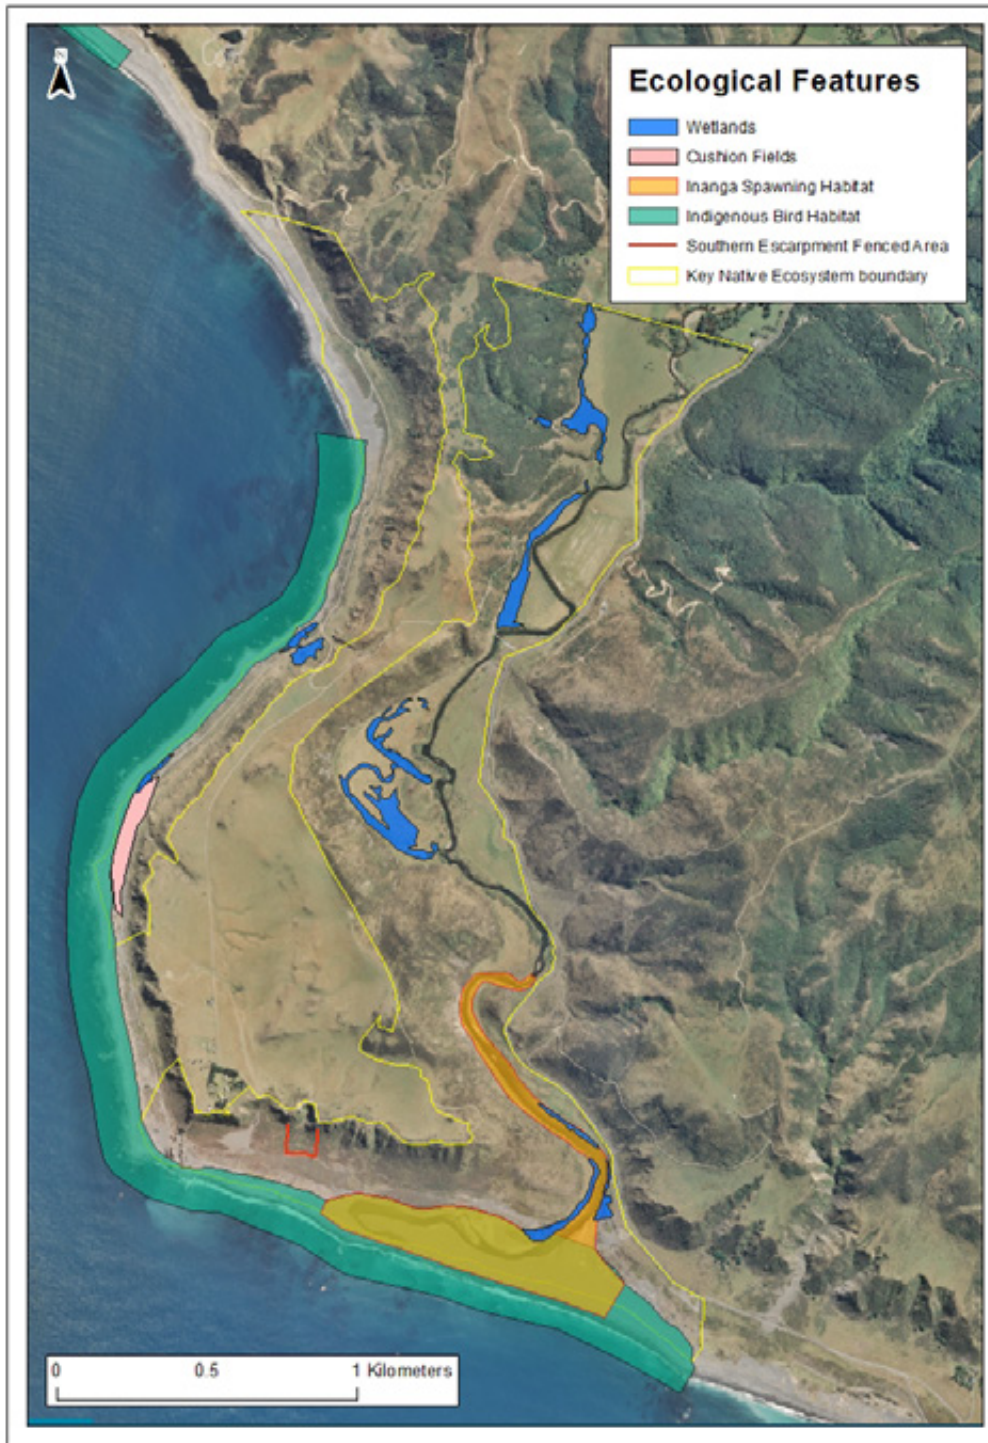 N
Ecological Features
Wetlands
Cushion Fields
Inanga Spawning Habitat
Indigenous Bird Habitat
Southern Escarpment Fenced Area
Key Native Ecosystem boundary
0 0.5 1 Kilometers